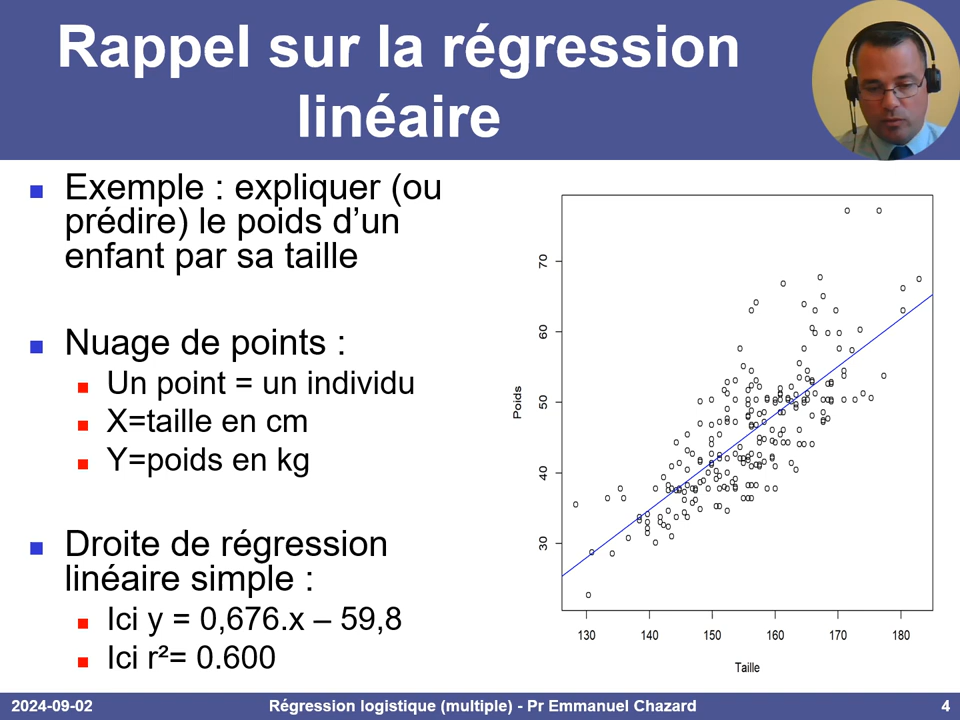 Rappel sur la régression
linéaire
Exemple : expliquer (ou
prédire) le poids d’un
enfant par sa taille
Nuage de points :
Un point = un individu
X=taille en cm
Y=poids en kg
Droite de régression
linéaire simple :
Ici y = 0,676.x – 59,8
Ici r²= 0.600
Poids
70
60
50
40
30
130 140 150 160 170 180
Taille
2024-09-02 Régression logistique (multiple) - Pr Emmanuel Chazard 4